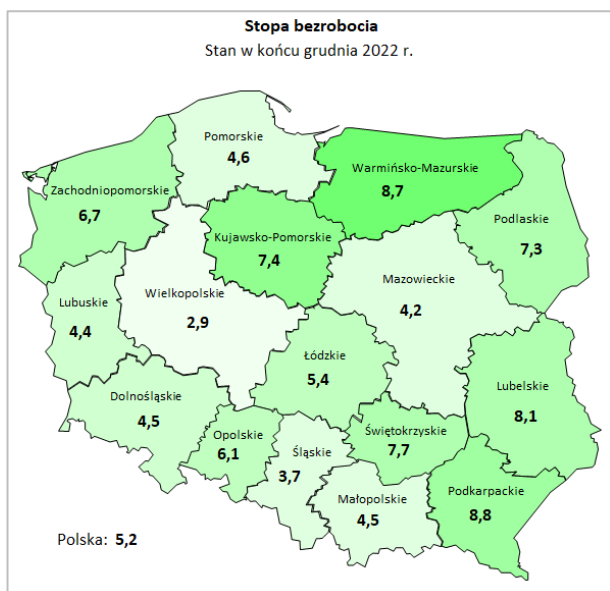 Stopa bezrobocia
Stan w końcu grudnia 2022 r.
Pomorskie
4,6
Warmińsko-Mazurskie
8,7
Zachodniopomorskie
6,7
Podlaskie
7,3
Kujawsko-Pomorskie
7,4
Mazowieckie
4,2
Wielkopolskie
2,9
Lubuskie
4,4
Łódzkie
5,4
Lubelskie
8,1
Dolnośląskie
4,5
Opolskie
6,1
Świętokrzyskie
7,7
Śląskie
3,7
Małopolskie
4,5
Podkarpackie
8,8
Polska: 5,2